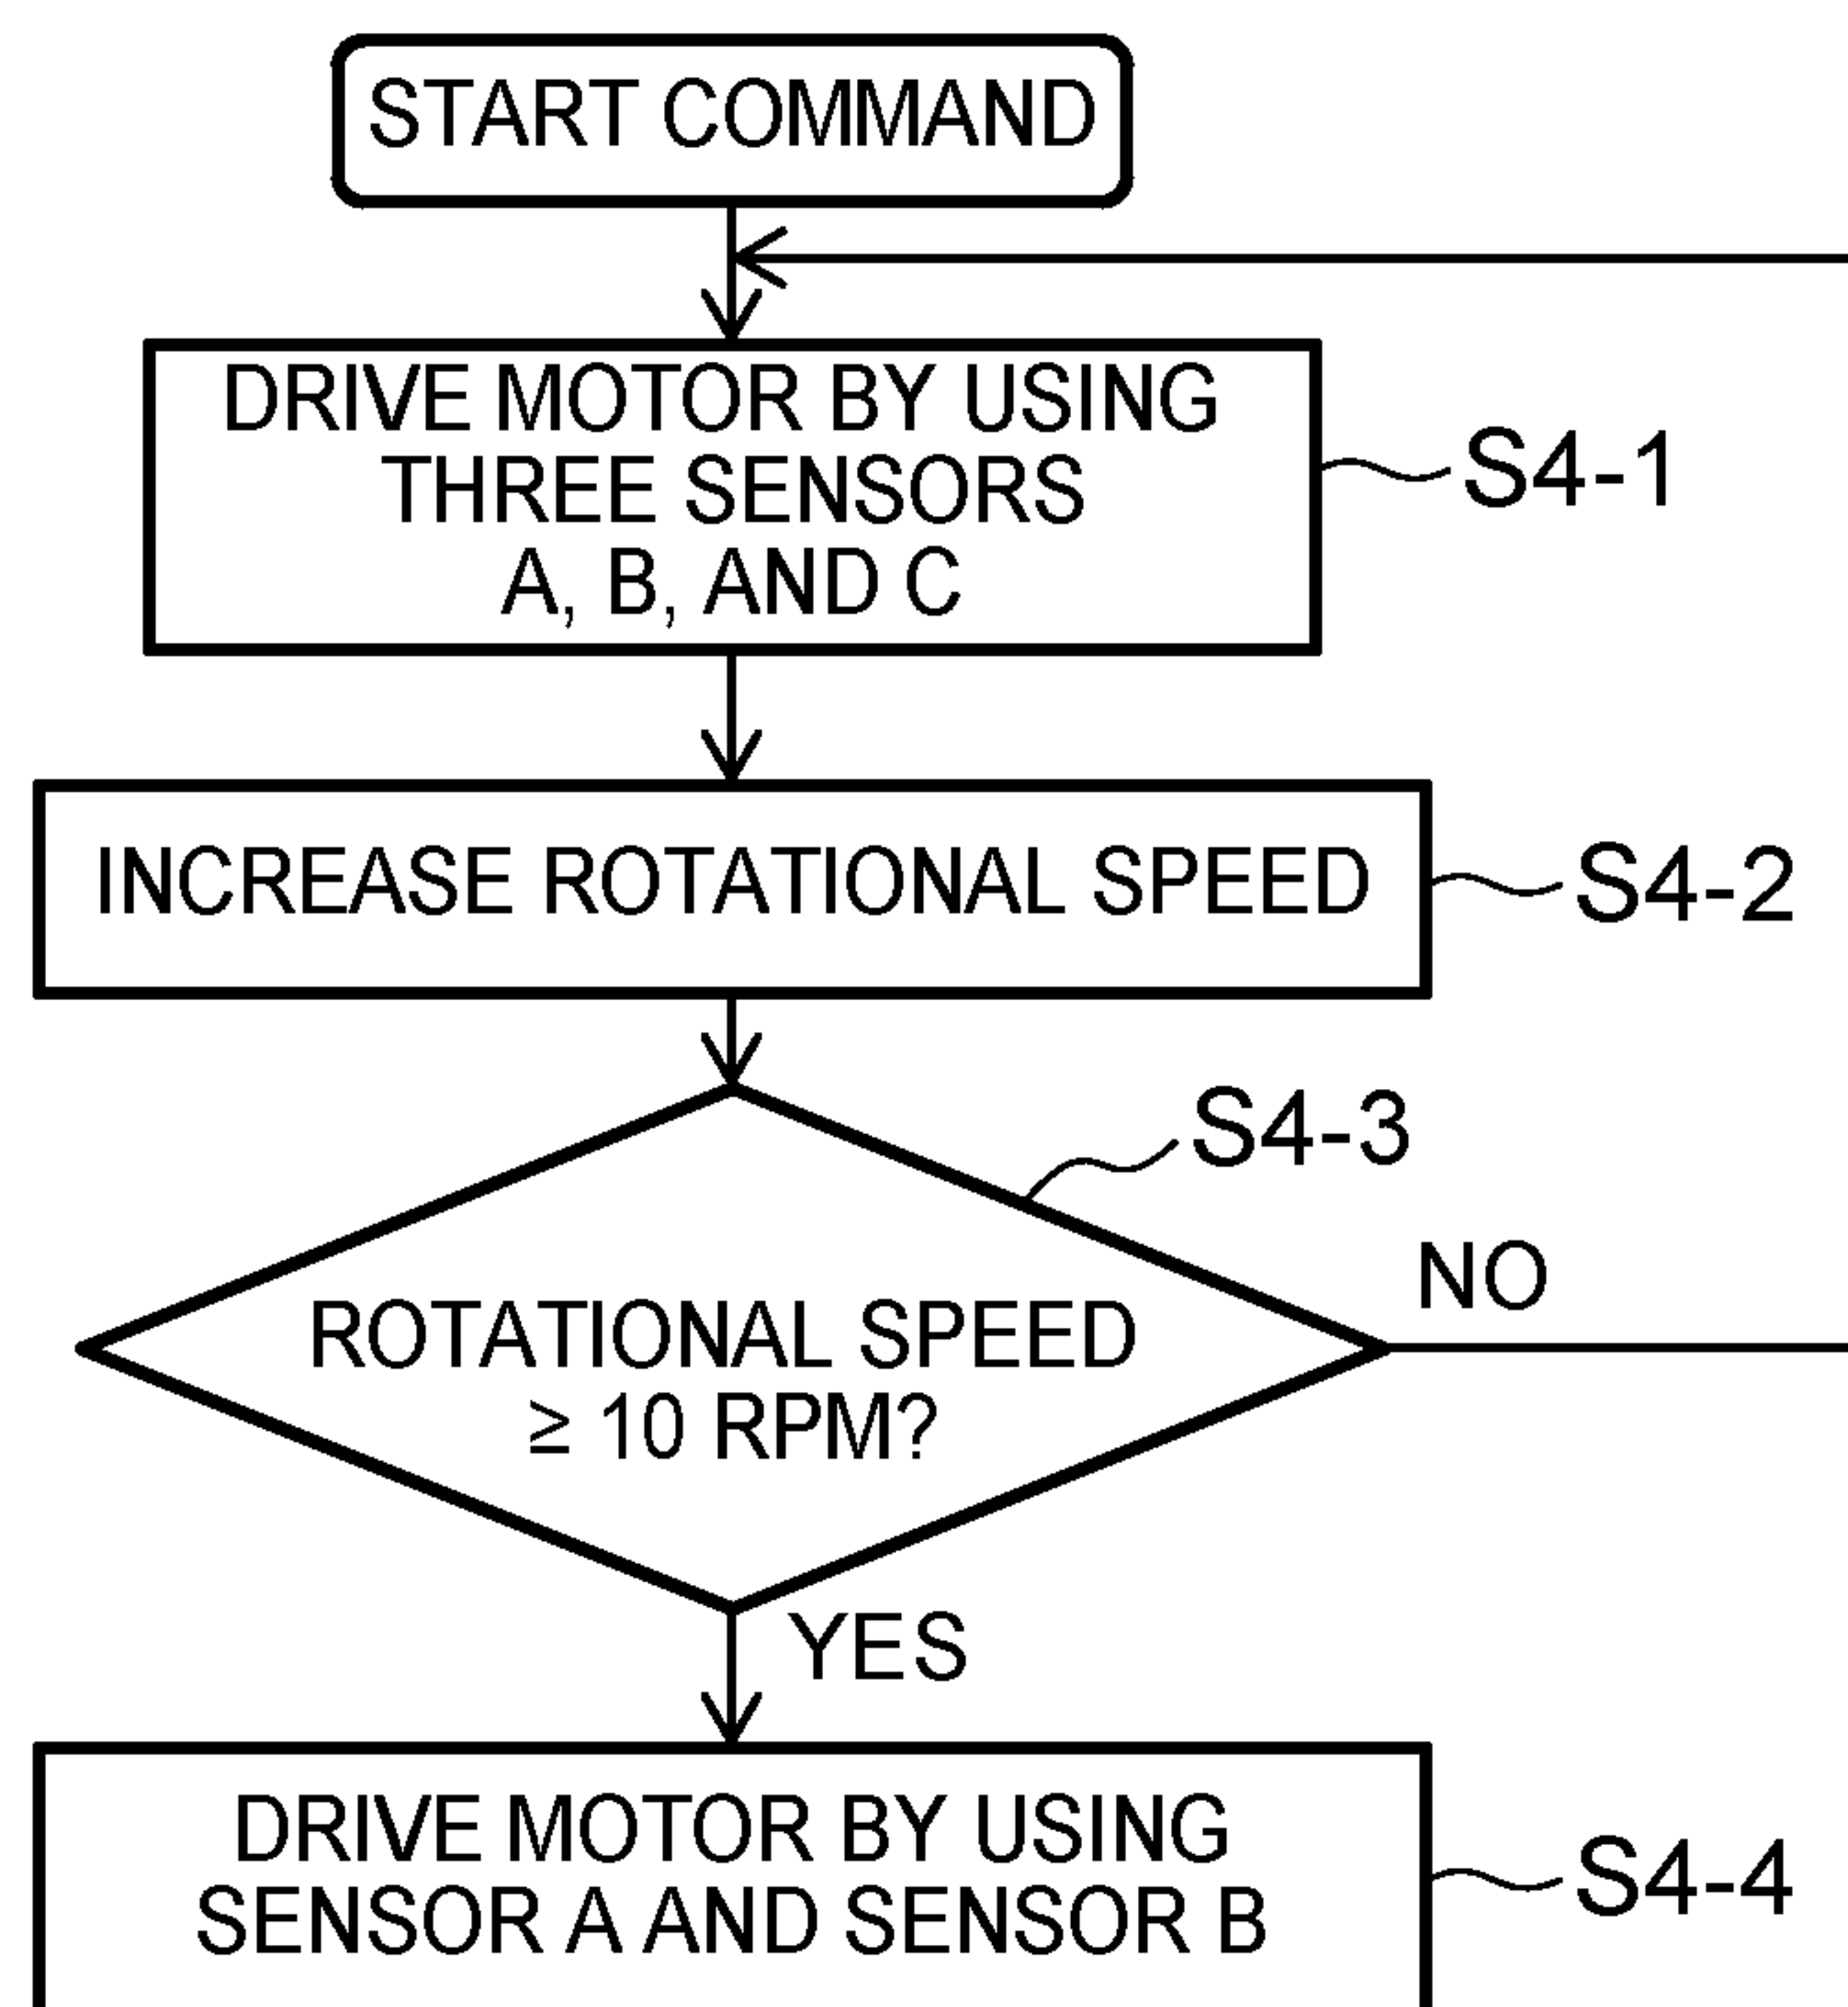 START COMMAND
DRIVE MOTOR BY USING
THREE SENSORS
A, B, AND C
S4-1
INCREASE ROTATIONAL SPEED
S4-2
S4-3
ROTATIONAL SPEED
≥ 10 RPM?
NO
YES
DRIVE MOTOR BY USING
SENSOR A AND SENSOR B
S4-4